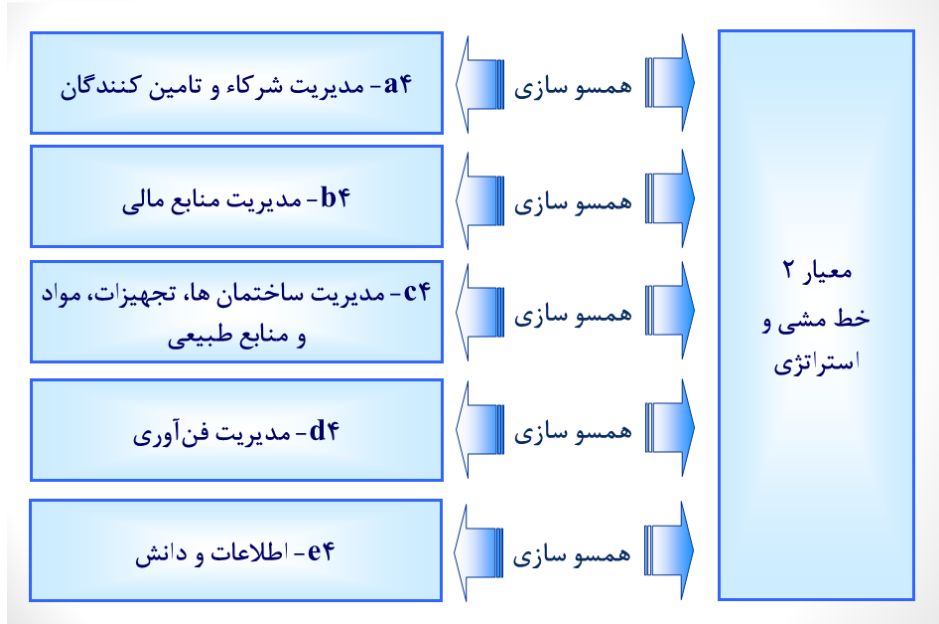 معیار ۲
خط مشی و
استراتژی
همسو سازی
a۴- مدیریت شرکاء و تامین کنندگان
همسو سازی
b۴- مدیریت منابع مالی
همسو سازی
c۴- مدیریت ساختمان ها، تجهیزات، مواد
و منابع طبیعی
همسو سازی
d۴- مدیریت فن‌آوری
همسو سازی
e۴- اطلاعات و دانش